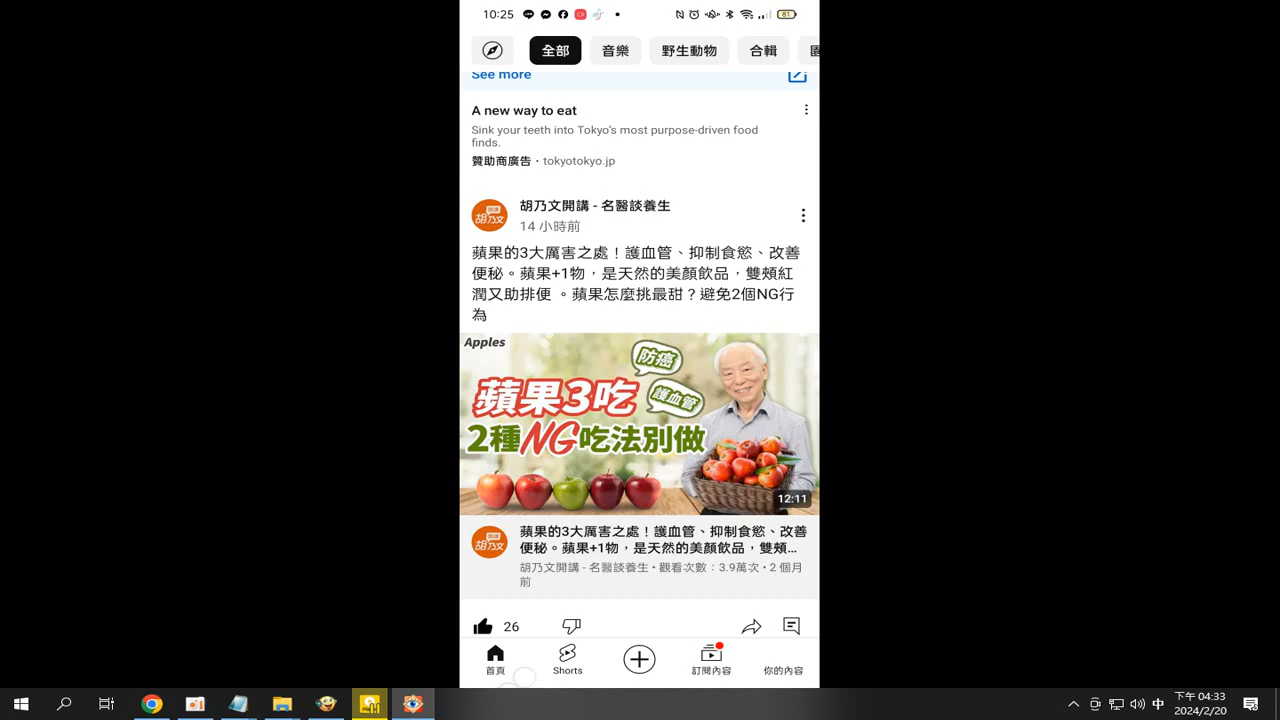 10:25
81
全部
音樂
野生動物
合輯
See more
A new way to eat
Sink your teeth into Tokyo's most purpose-driven food
finds.
贊助商廣告・tokyotokyo.jp
胡乃文開講 - 名醫談養生
14 小時前
胡乃文
蘋果的3大厲害之處！護血管、抑制食慾、改善
便秘。蘋果+1物，是天然的美顏飲品，雙頰紅
潤又助排便 。蘋果怎麼挑最甜？避免2個NG行
為
Apples
防癌
護血管
蘋果3吃
2種NG吃法別做
12:11
胡乃文
蘋果的3大厲害之處！護血管、抑制食慾、改善
便秘。蘋果+1物，是天然的美顏飲品，雙頰...
胡乃文開講 - 名醫談養生 • 觀看次數：3.9萬次 • 2 個月
前
26
首頁
Shorts
訂閱內容
你的內容
中
下午 04:33
2024/2/20